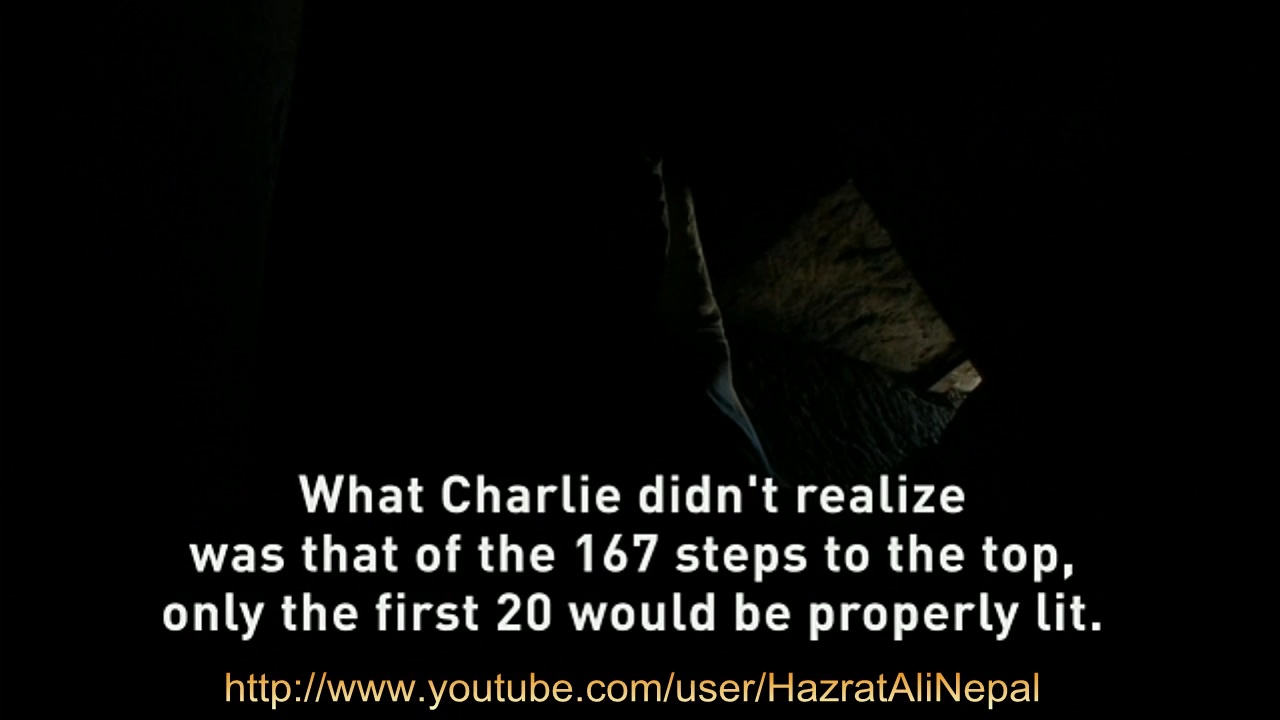 What Charlie didn't realize
was that of the 167 steps to the top,
only the first 20 would be properly lit.
http://www.youtube.com/user/HazratAliNepal